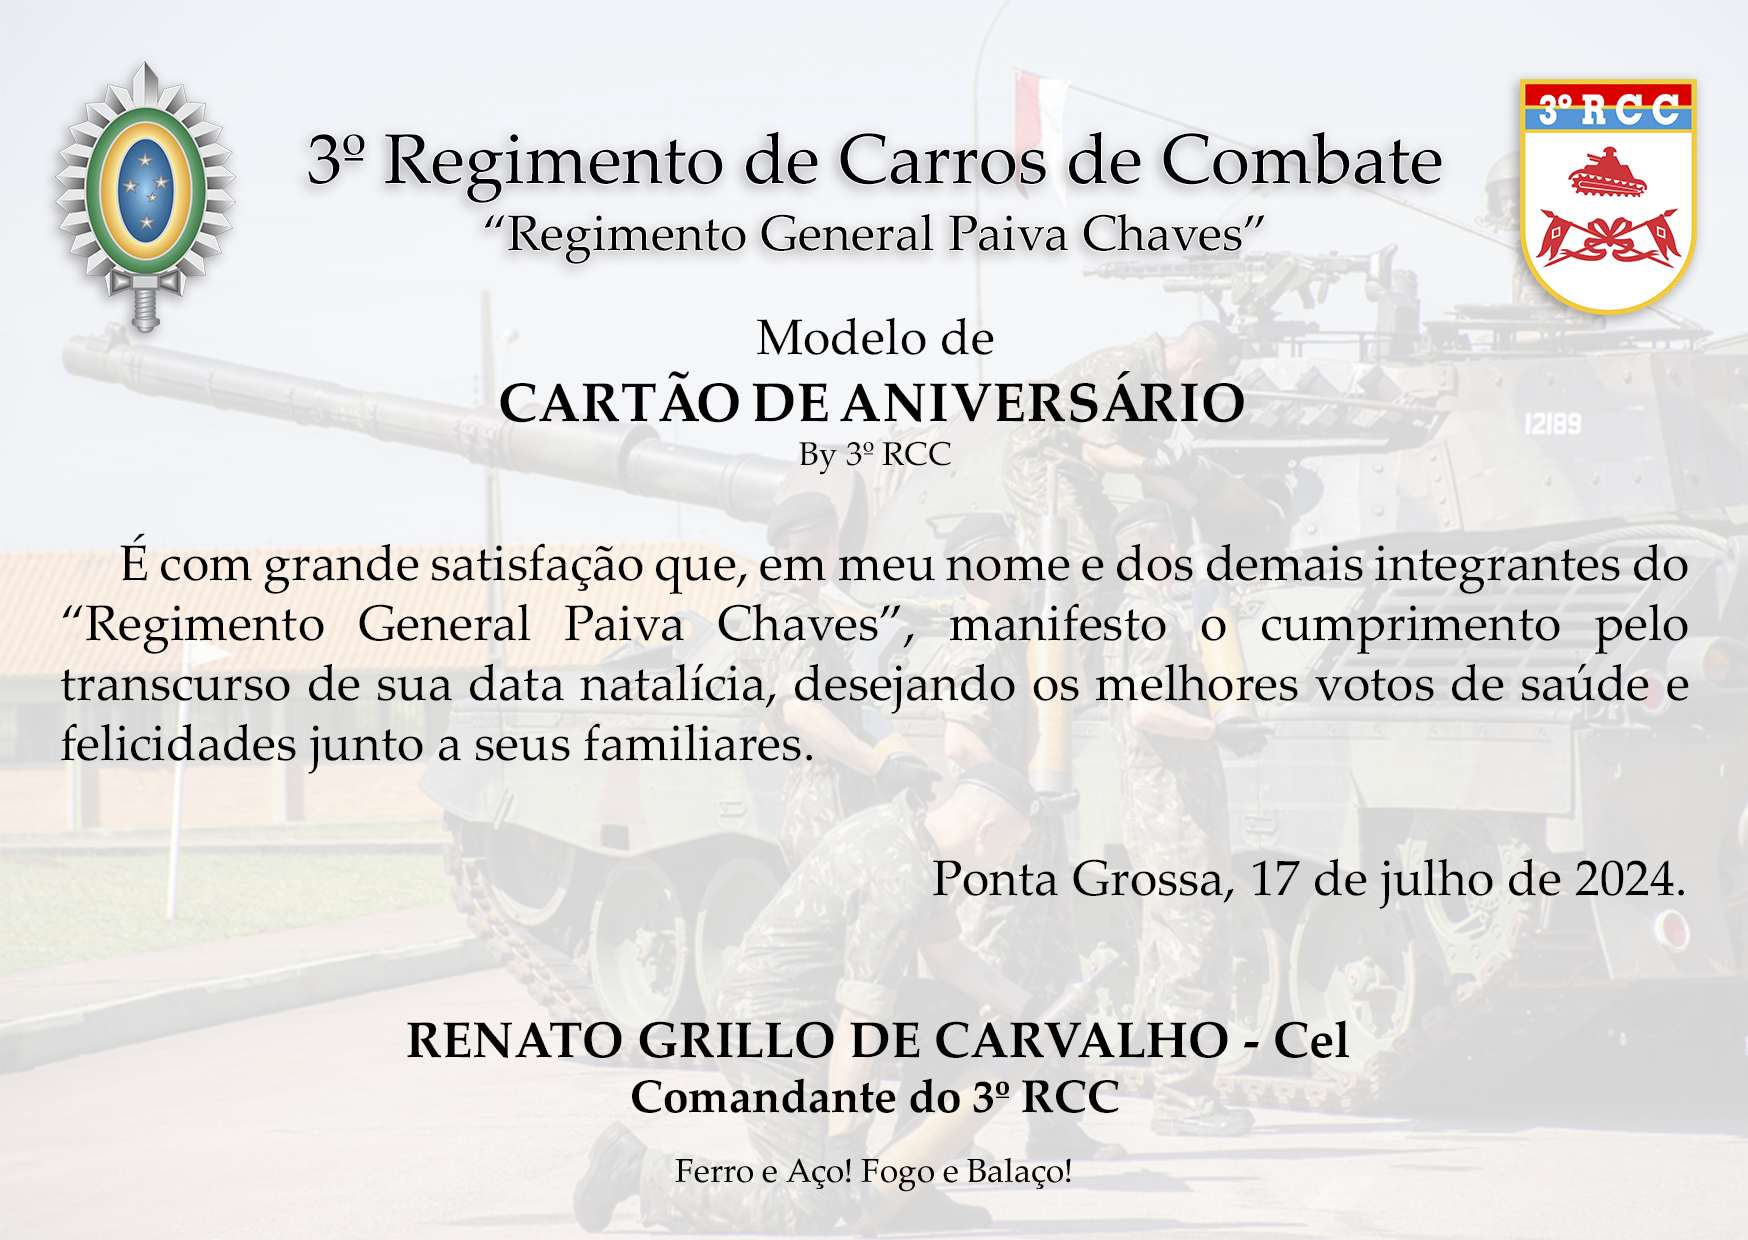 3º RCC
3º Regimento de Carros de Combate
“Regimento General Paiva Chaves”
Modelo de
CARTÃO DE ANIVERSÁRIO
By 3º RCC
12189
É com grande satisfação que, em meu nome e dos demais integrantes do
“Regimento General Paiva Chaves”, manifesto o cumprimento pelo
transcurso de sua data natalícia, desejando os melhores votos de saúde e
felicidades junto a seus familiares.
Ponta Grossa, 17 de julho de 2024.
RENATO GRILLO DE CARVALHO - Cel
Comandante do 3º RCC
Ferro e Aço! Fogo e Balaço!